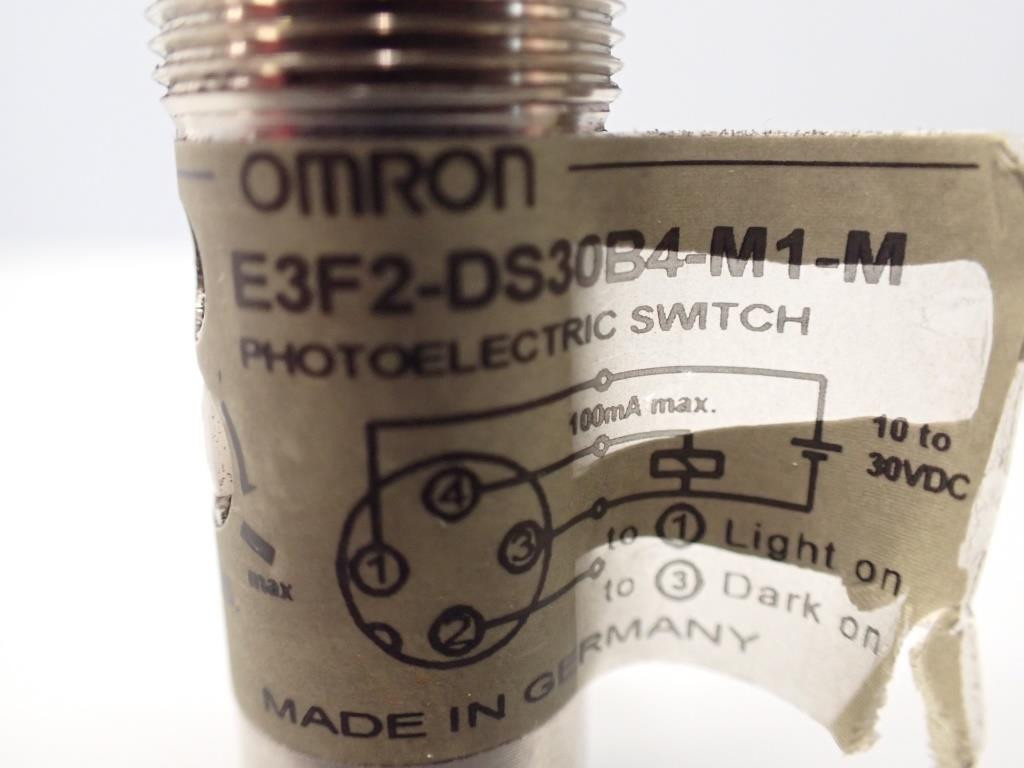 OMRON
E3F2-DS30B4-M1-M
PHOTOELECTRIC SWITCH
100mA max.
10 to
30VDC
4
3
1
2
to 1 Light on
to 3 Dark on
max
MADE IN GERMANY